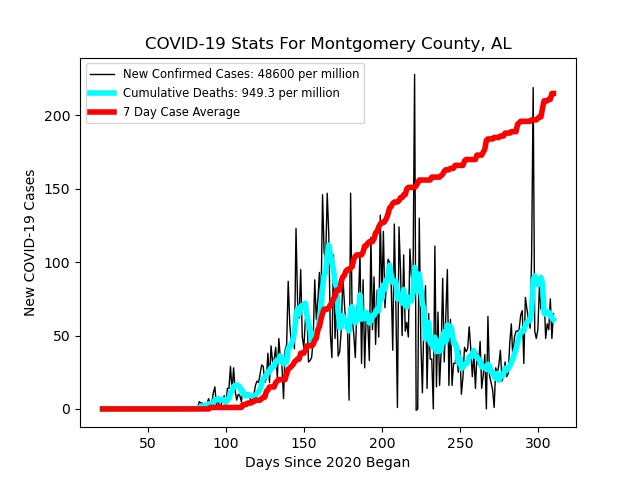 COVID-19 Stats For Montgomery County, AL
New Confirmed Cases: 48600 per million
Cumulative Deaths: 949.3 per million
7 Day Case Average
New COVID-19 Cases
200
150
100
50
0
50 100 150 200 250 300
Days Since 2020 Began